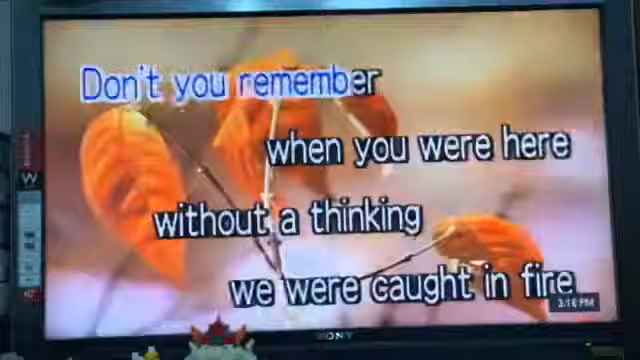 Don't you remember
when you were here
without a thinking
we were caught in fire
3:16 PM
SONY